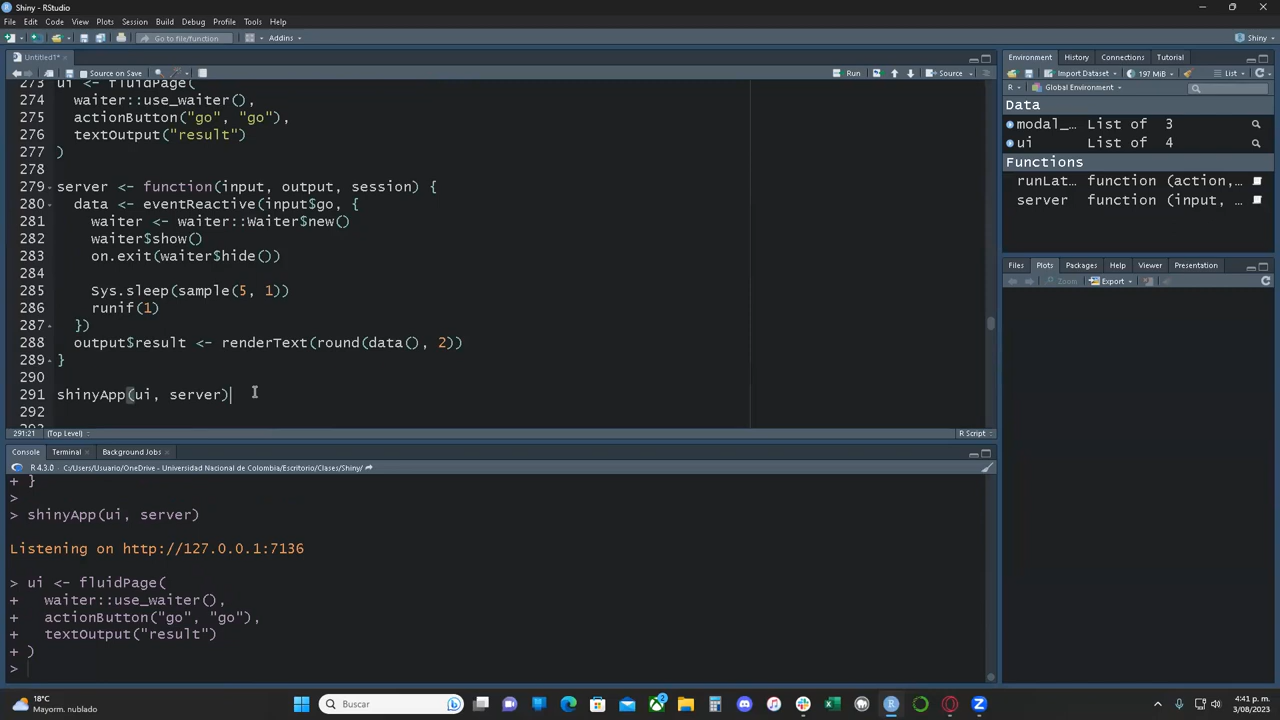 Shiny - RStudio
File Edit Code View Plots Session Build Debug Profile Tools Help
Go to file/function Addins Shiny
Untitled1*
Source on Save Run Source
273 ui <- fluidPage(
274 waiter::use_waiter(),
275 actionButton("go", "go"),
276 textOutput("result")
277 )
278
279 server <- function(input, output, session) {
280 data <- eventReactive(input$go, {
281 waiter <- waiter::Waiter$new()
282 waiter$show()
283 on.exit(waiter$hide())
284
285 Sys.sleep(sample(5, 1))
286 runif(1)
287 })
288 output$result <- renderText(round(data(), 2))
289 }
290
291 shinyApp(ui, server)
292
291:21 (Top Level) R Script
Console Terminal Background Jobs
R 4.3.0 · C:/Users/Usuario/OneDrive - Universidad Nacional de Colombia/Escritorio/Clases/Shiny/
+ }
>
> shinyApp(ui, server)
Listening on http://127.0.0.1:7136
> ui <- fluidPage(
+ waiter::use_waiter(),
+ actionButton("go", "go"),
+ textOutput("result")
+ )
>
Environment History Connections Tutorial
Import Dataset 197 MiB List
R Global Environment
Data
modal_… List of 3
ui List of 4
Functions
runLat… function (action,…
server function (input, …
Files Plots Packages Help Viewer Presentation
Zoom Export
18°C
Mayorm. nublado
Buscar
2
4:41 p. m.
3/08/2023